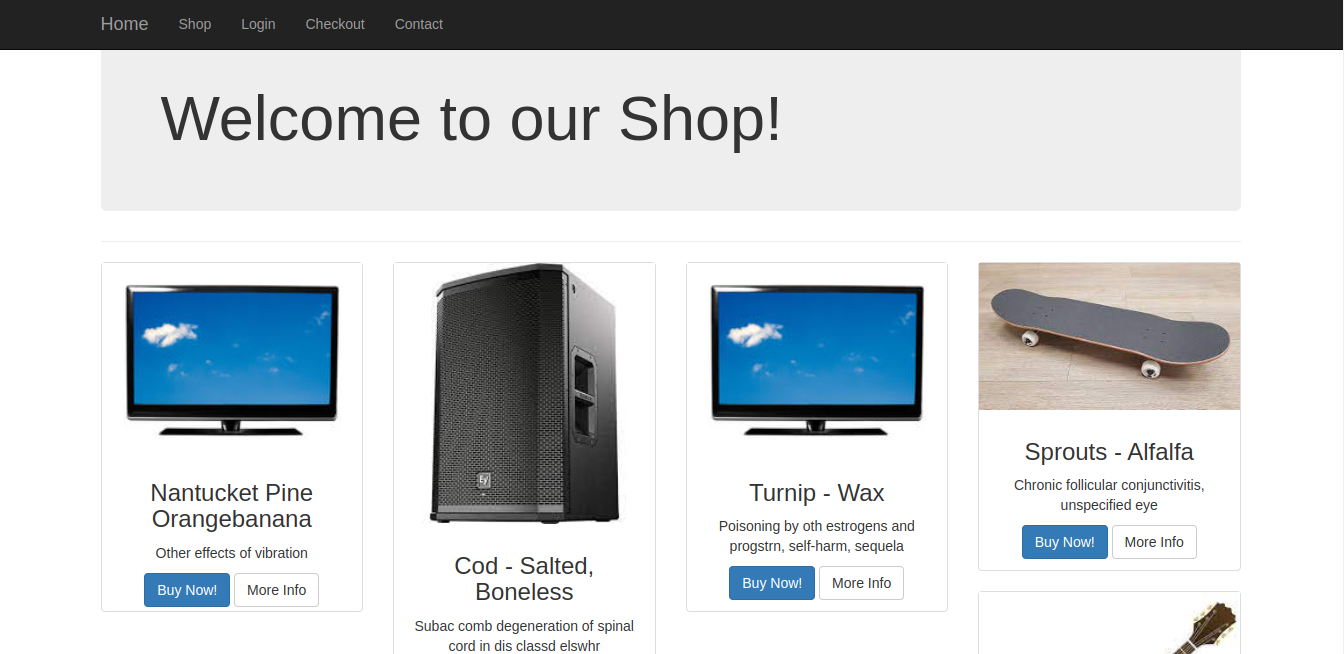 Home Shop Login Checkout Contact
Welcome to our Shop!
Nantucket Pine
Orangebanana
Other effects of vibration
Buy Now! More Info
Cod - Salted,
Boneless
Subac comb degeneration of spinal
cord in dis classd elswhr
Turnip - Wax
Poisoning by oth estrogens and
progstrn, self-harm, sequela
Buy Now! More Info
Sprouts - Alfalfa
Chronic follicular conjunctivitis,
unspecified eye
Buy Now! More Info